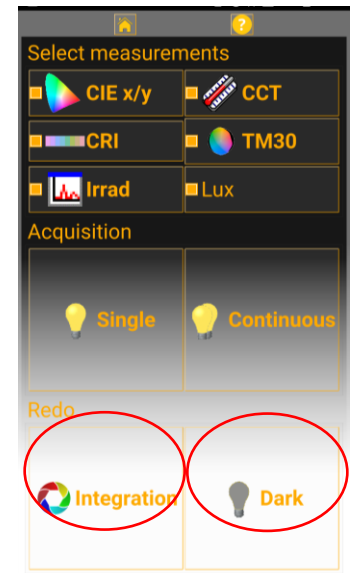 ?
Select measurements
CIE x/y CCT
CRI TM30
Irrad Lux
Acquisition
Single Continuous
Redo
Integration Dark